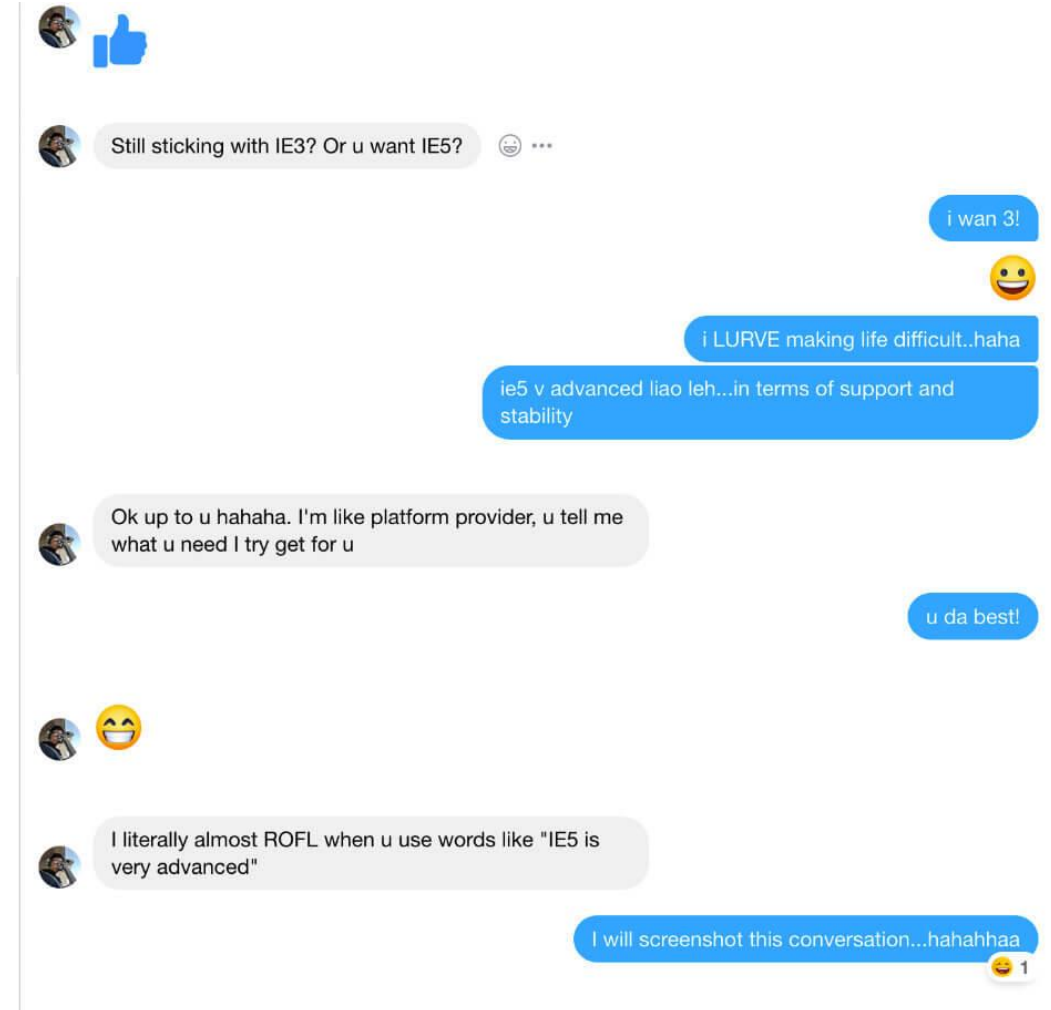 Still sticking with IE3? Or u want IE5?
i wan 3!
i LURVE making life difficult..haha
ie5 v advanced liao leh...in terms of support and
stability
Ok up to u hahaha. I'm like platform provider, u tell me
what u need I try get for u
u da best!
I literally almost ROFL when u use words like "IE5 is
very advanced"
I will screenshot this conversation...hahahhaa
1